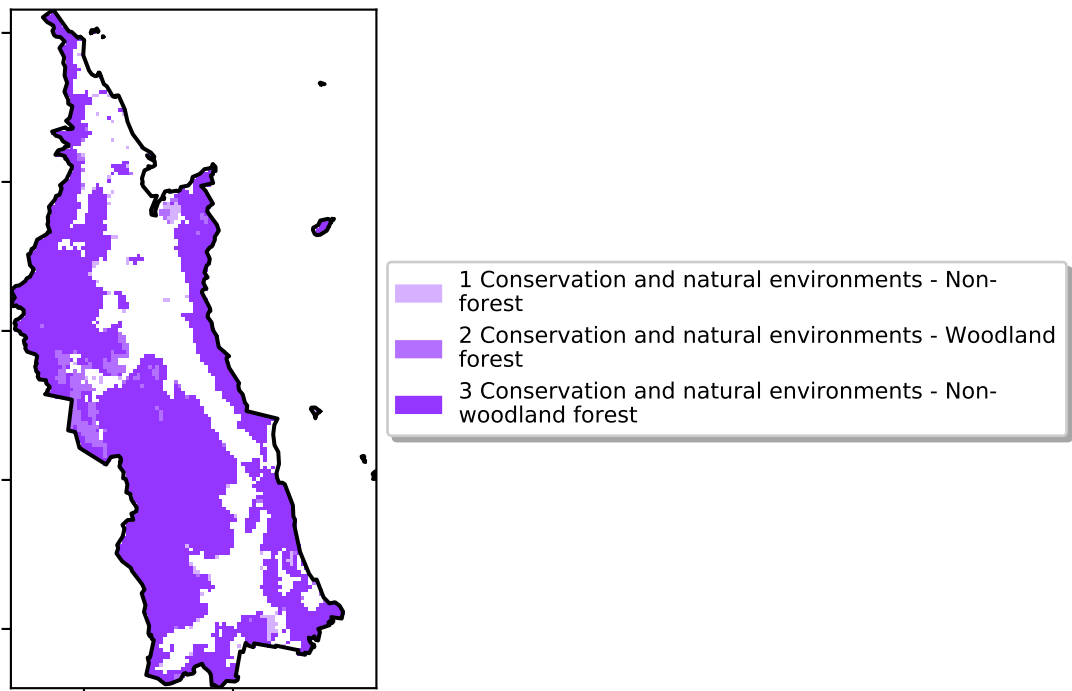 1 Conservation and natural environments - Non-
forest
2 Conservation and natural environments - Woodland
forest
3 Conservation and natural environments - Non-
woodland forest